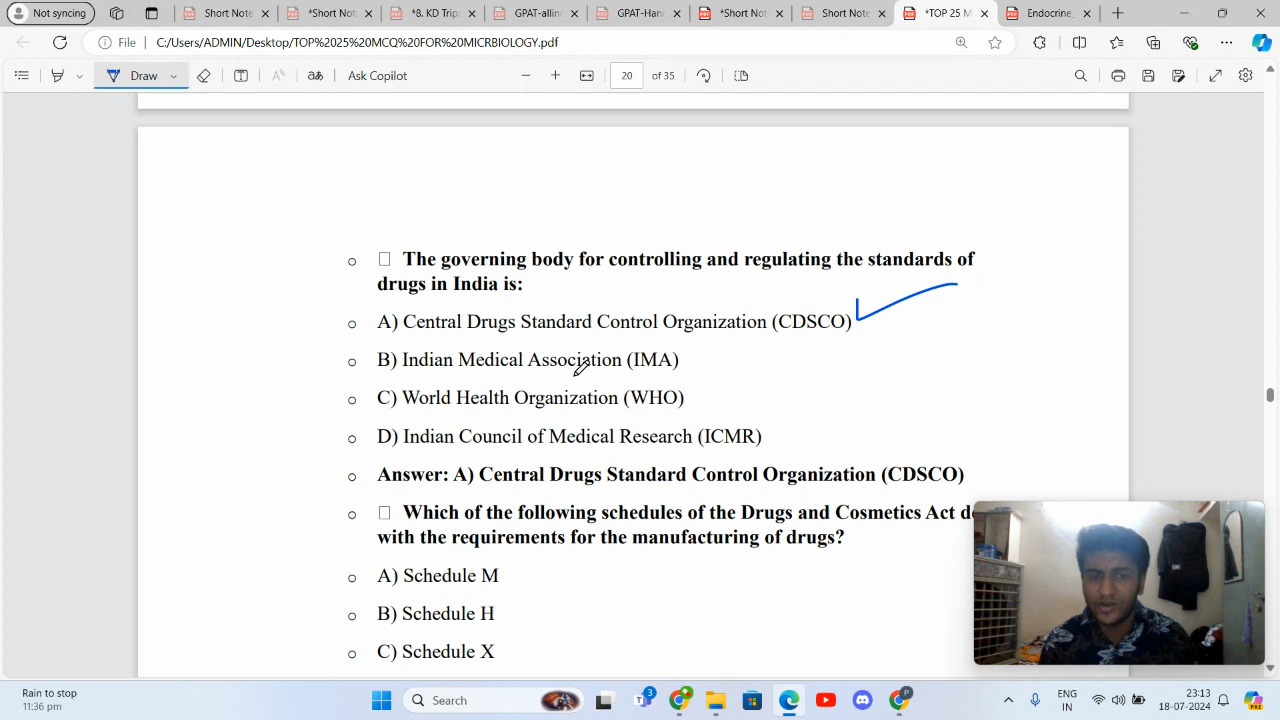 Not syncing
Short Note
*Short Not
*8. KD Trip
GPAT-allin
GPAT-Han
*Short Not
Short Note
*TOP 25 M
Endocrine_
File C:/Users/ADMIN/Desktop/TOP%2025%20MCQ%20FOR%20MICRBIOLOGY.pdf
Draw Ask Copilot 20 of 35
The governing body for controlling and regulating the standards of
drugs in India is:
A) Central Drugs Standard Control Organization (CDSCO)
B) Indian Medical Association (IMA)
C) World Health Organization (WHO)
D) Indian Council of Medical Research (ICMR)
Answer: A) Central Drugs Standard Control Organization (CDSCO)
Which of the following schedules of the Drugs and Cosmetics Act
with the requirements for the manufacturing of drugs?
A) Schedule M
B) Schedule H
C) Schedule X
Rain to stop
11:36 pm
Search
3
P
ENG
IN
23:13
18-07-2024
PRE